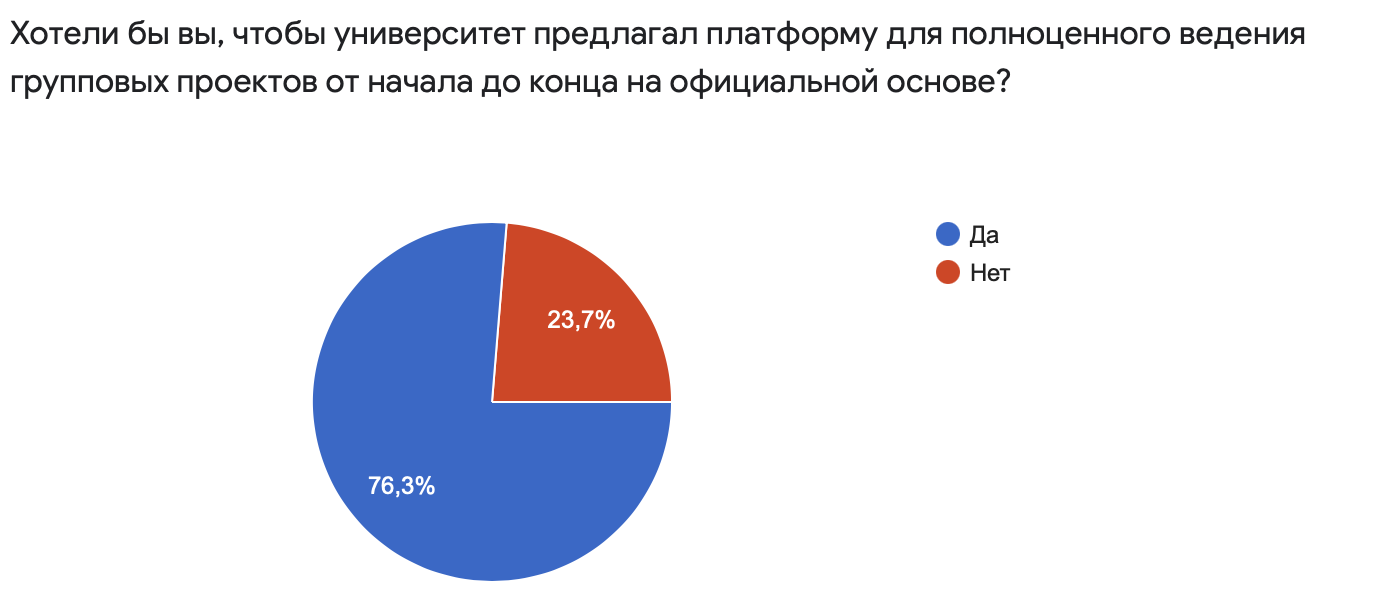 Хотели бы вы, чтобы университет предлагал платформу для полноценного ведения
групповых проектов от начала до конца на официальной основе?
Да
Нет
23,7%
76,3%